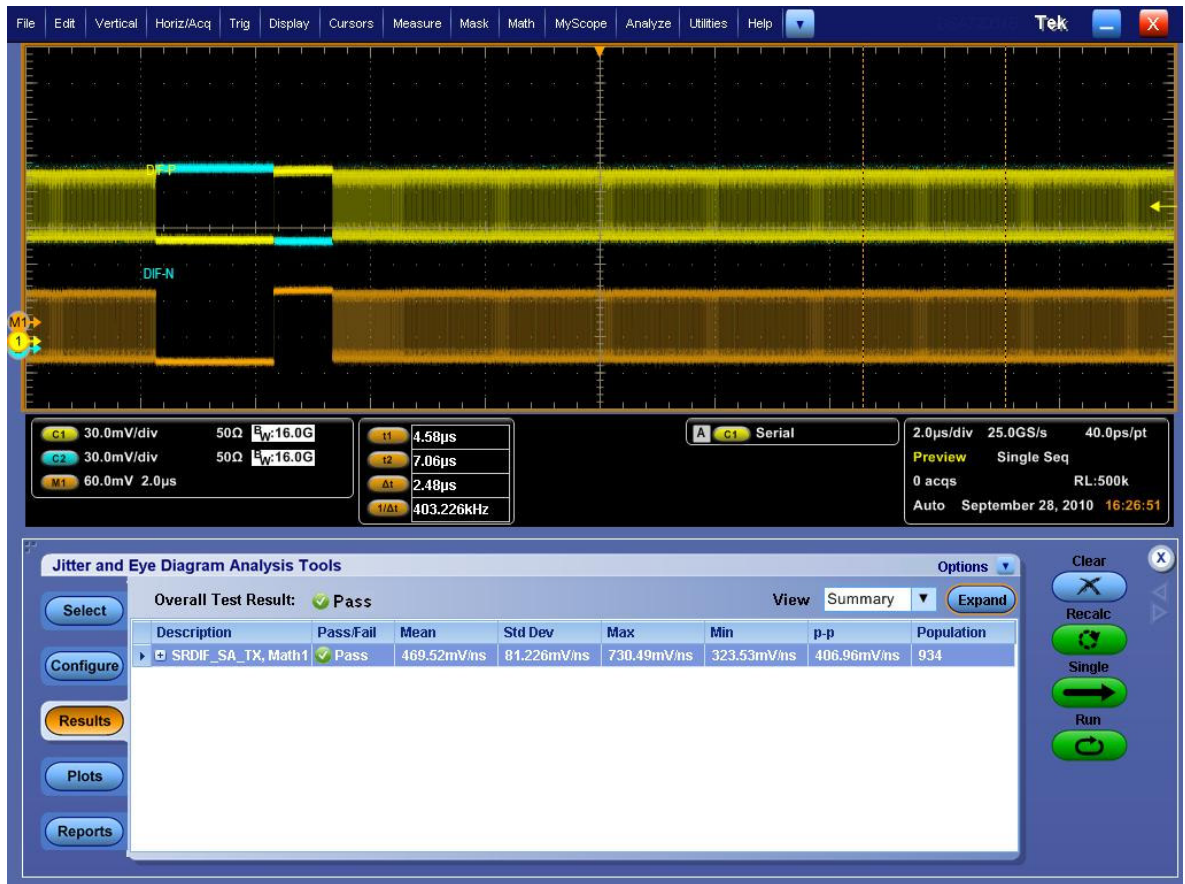 File Edit Vertical Horiz/Acq Trig Display Cursors Measure Mask Math MyScope Analyze Utilities Help Tek X
DIF-P
DIF-N
M1
1
C1 30.0mV/div 50Ω BW:16.0G
C2 30.0mV/div 50Ω BW:16.0G
M1 60.0mV 2.0µs
t1 4.58µs
t2 7.06µs
Δt 2.48µs
1/Δt 403.226kHz
A C1 Serial
2.0µs/div 25.0GS/s 40.0ps/pt
Preview Single Seq
0 acqs RL:500k
Auto September 28, 2010 16:26:51
Jitter and Eye Diagram Analysis Tools
Options
Clear
X
Select
Overall Test Result: Pass
View Summary Expand
Recalc
Description Pass/Fail Mean Std Dev Max Min p-p Population
SRDIF_SA_TX, Math1 Pass 469.52mV/ns 81.226mV/ns 730.49mV/ns 323.53mV/ns 406.96mV/ns 934
Configure
Single
Results
Run
Plots
Reports